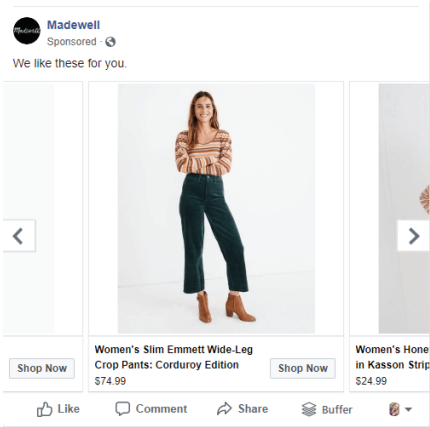 Madewell
Madewell
Sponsored ·
We like these for you.
Shop Now
Women's Slim Emmett Wide-Leg
Crop Pants: Corduroy Edition
$74.99
Shop Now
Women's Hone
in Kasson Strip
$24.99
Like
Comment
Share
Buffer